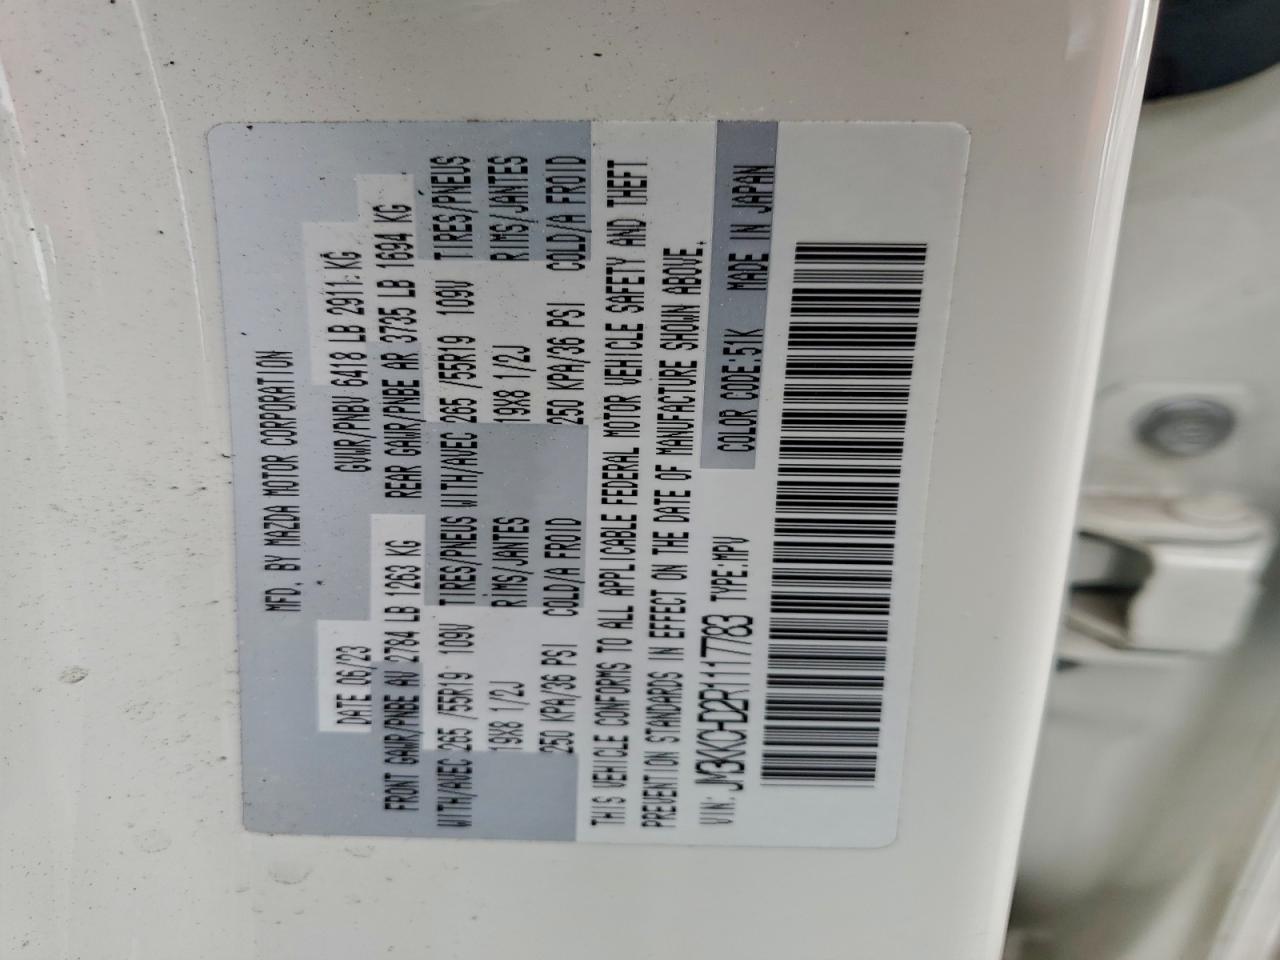 MFD. BY MAZDA MOTOR CORPORATION
DATE 06/23 GVWR/PNBV 6418 LB 2911 KG
FRONT GAWR/PNBE AV 2784 LB 1263 KG REAR GAWR/PNBE AR 3735 LB 1694 KG
WITH/AVEC 265 /55R19 109V TIRES/PNEUS WITH/AVEC 265 /55R19 109V TIRES/PNEUS
19X8 1/2J RIMS/JANTES 19X8 1/2J RIMS/JANTES
250 KPA/36 PSI COLD/A FROID 250 KPA/36 PSI COLD/A FROID
THIS VEHICLE CONFORMS TO ALL APPLICABLE FEDERAL MOTOR VEHICLE SAFETY AND THEFT
PREVENTION STANDARDS IN EFFECT ON THE DATE OF MANUFACTURE SHOWN ABOVE.
VIN: JM3KKCHD2R1117783 TYPE:MPV COLOR CODE:51K MADE IN JAPAN